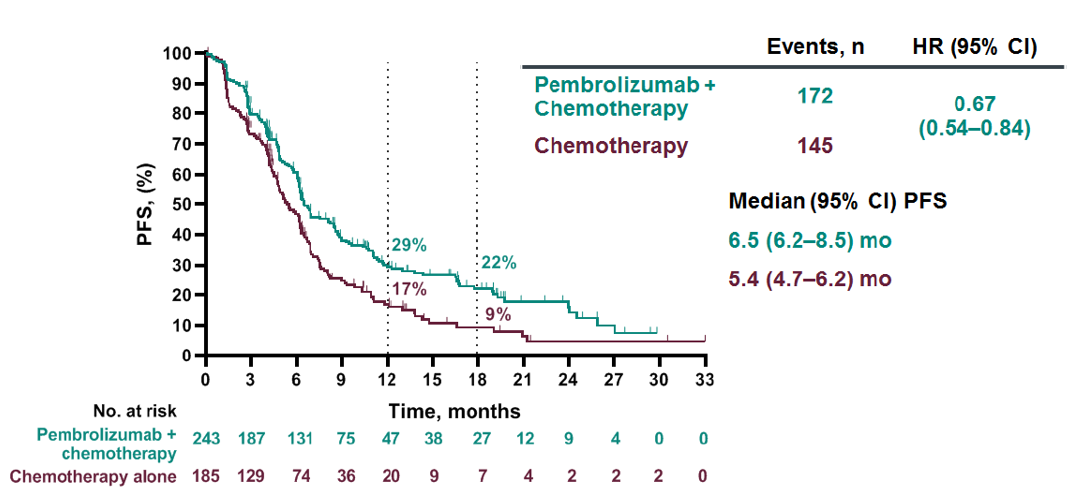 Events, n HR (95% CI)
Pembrolizumab +
Chemotherapy
172
0.67
(0.54–0.84)
Chemotherapy
145
Median (95% CI) PFS
6.5 (6.2–8.5) mo
5.4 (4.7–6.2) mo
PFS, (%)
100
90
80
70
60
50
40
30
20
10
0
29%
22%
17%
9%
0 3 6 9 12 15 18 21 24 27 30 33
Time, months
No. at risk
Pembrolizumab +
chemotherapy
243 187 131 75 47 38 27 12 9 4 0 0
Chemotherapy alone 185 129 74 36 20 9 7 4 2 2 2 0